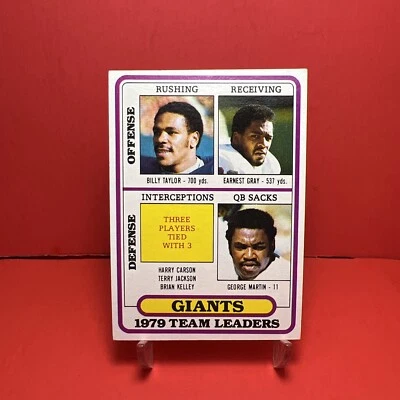 RUSHING
RECEIVING
OFFENSE
BILLY TAYLOR - 700 yds.
EARNEST GRAY - 537 yds.
INTERCEPTIONS
QB SACKS
DEFENSE
THREE
PLAYERS
TIED
WITH 3
HARRY CARSON
TERRY JACKSON
BRIAN KELLEY
GEORGE MARTIN - 11
GIANTS
1979 TEAM LEADERS